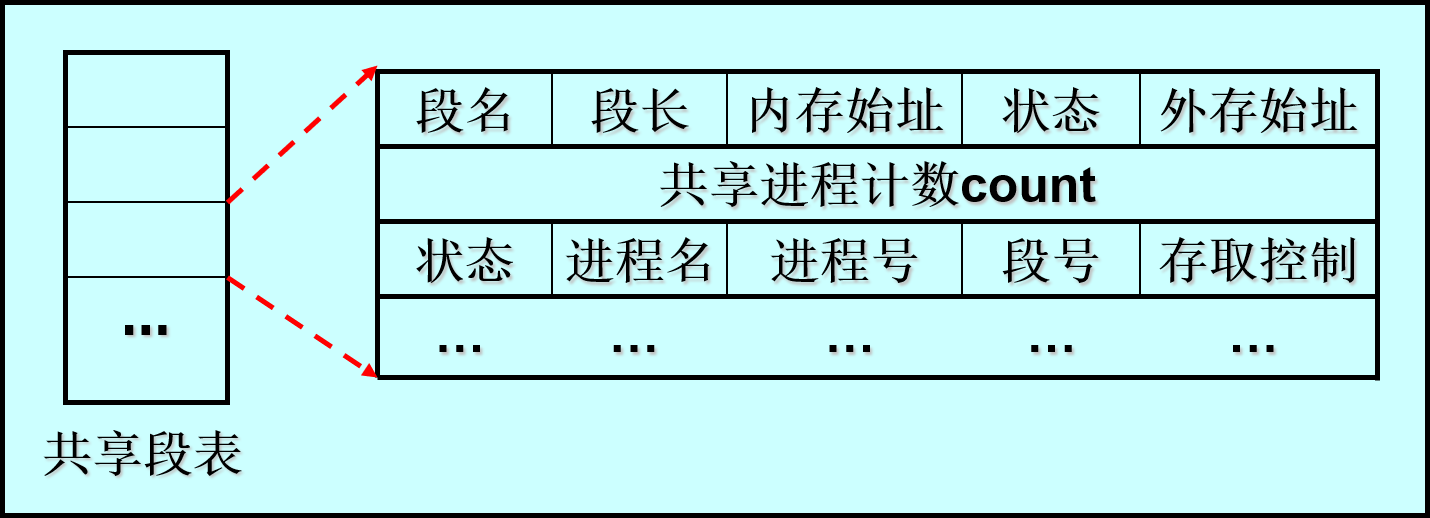 段名 段长 内存始址 状态 外存始址
共享进程计数count
状态 进程名 进程号 段号 存取控制
... ... ... ... ...
...
共享段表